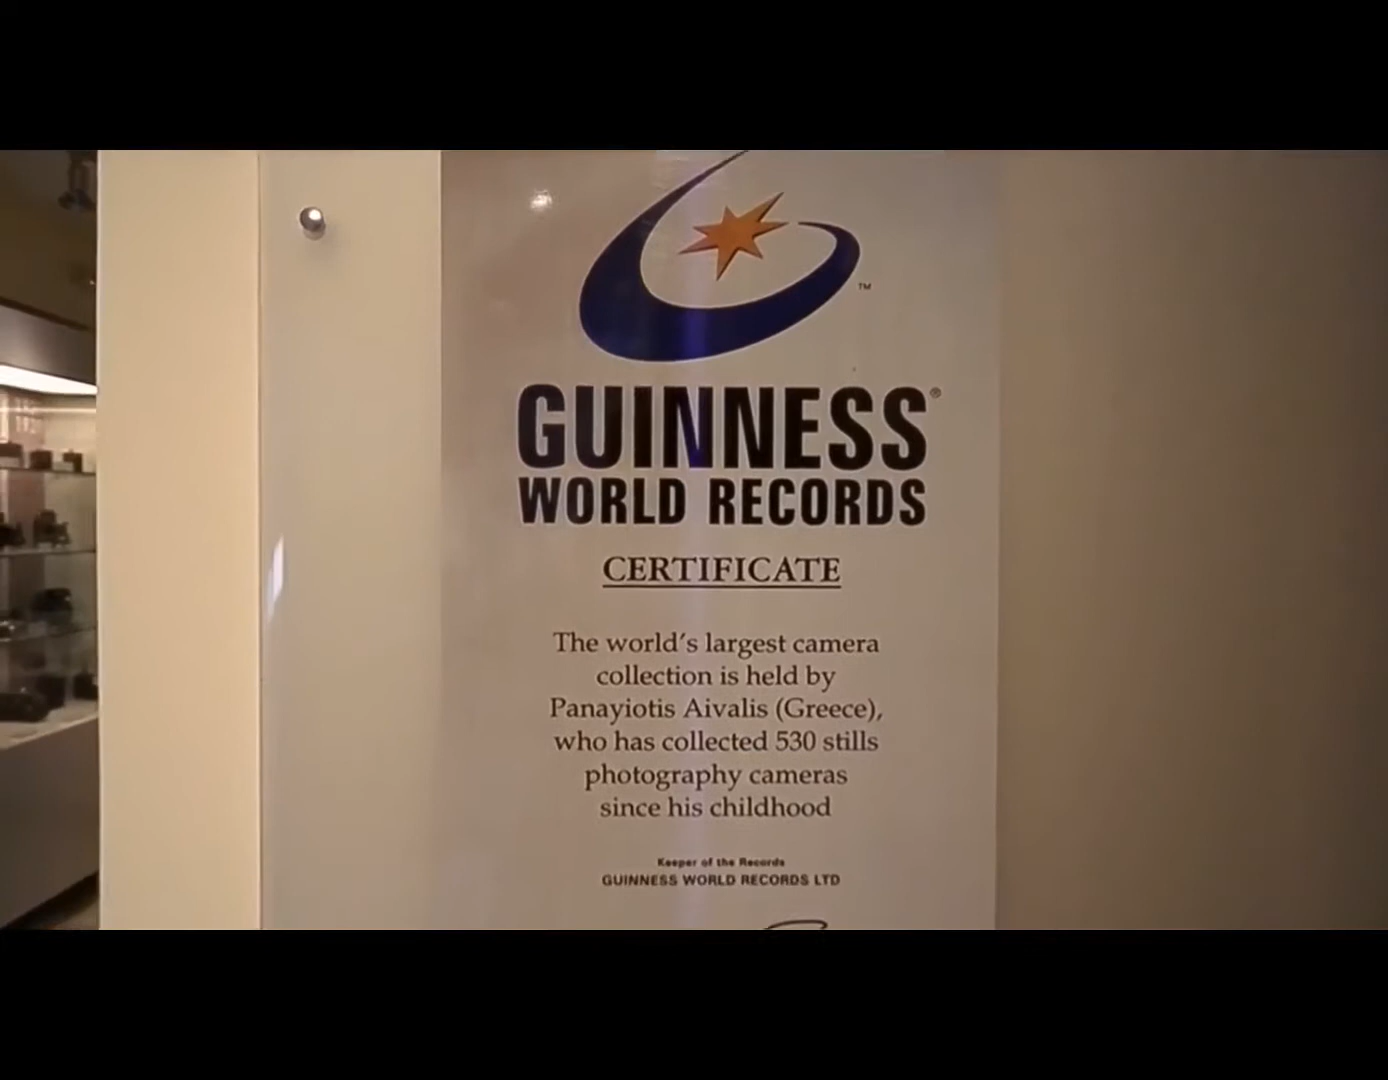 ™
GUINNESS®
WORLD RECORDS
CERTIFICATE
The world's largest camera
collection is held by
Panayiotis Aivalis (Greece),
who has collected 530 stills
photography cameras
since his childhood
Keeper of the Records
GUINNESS WORLD RECORDS LTD